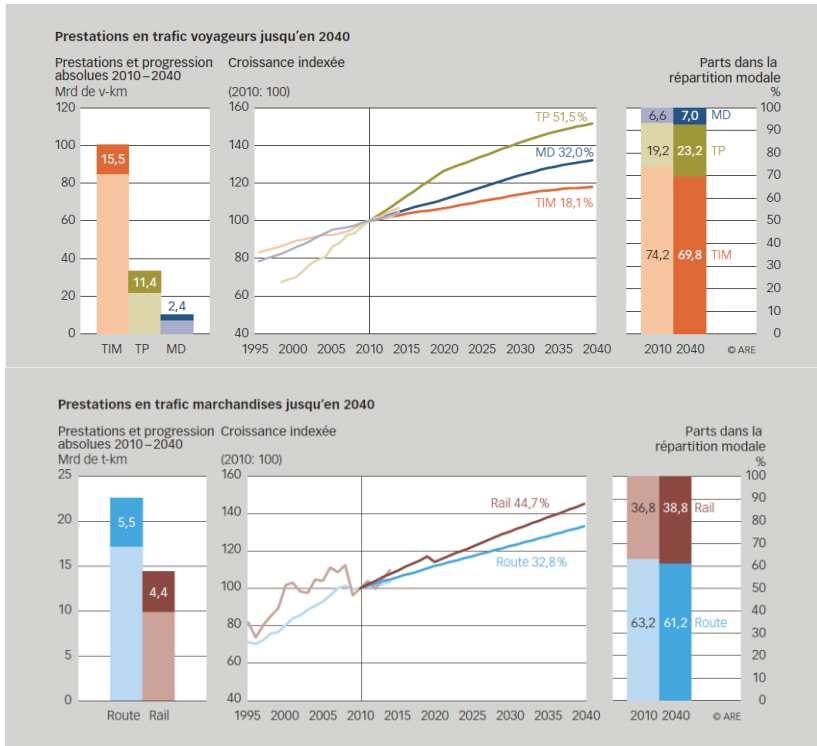 Prestations en trafic voyageurs jusqu'en 2040
Prestations et progression
absolues 2010–2040
Mrd de v-km
120
100
80
60
40
20
0
15,5
11,4
2,4
TIM TP MD
Croissance indexée
(2010: 100)
160
140
120
100
80
60
40
TP 51,5%
MD 32,0%
TIM 18,1%
1995 2000 2005 2010 2015 2020 2025 2030 2035 2040
Parts dans la
répartition modale
%
100
90
80
70
60
50
40
30
20
10
0
6,6 7,0 MD
19,2 23,2 TP
74,2 69,8 TIM
2010 2040
© ARE
Prestations en trafic marchandises jusqu'en 2040
Prestations et progression
absolues 2010–2040
Mrd de t-km
25
20
15
10
5
0
5,5
4,4
Route Rail
Croissance indexée
(2010: 100)
160
140
120
100
80
60
40
Rail 44,7%
Route 32,8%
1995 2000 2005 2010 2015 2020 2025 2030 2035 2040
Parts dans la
répartition modale
%
100
90
80
70
60
50
40
30
20
10
0
36,8 38,8 Rail
63,2 61,2 Route
2010 2040
© ARE